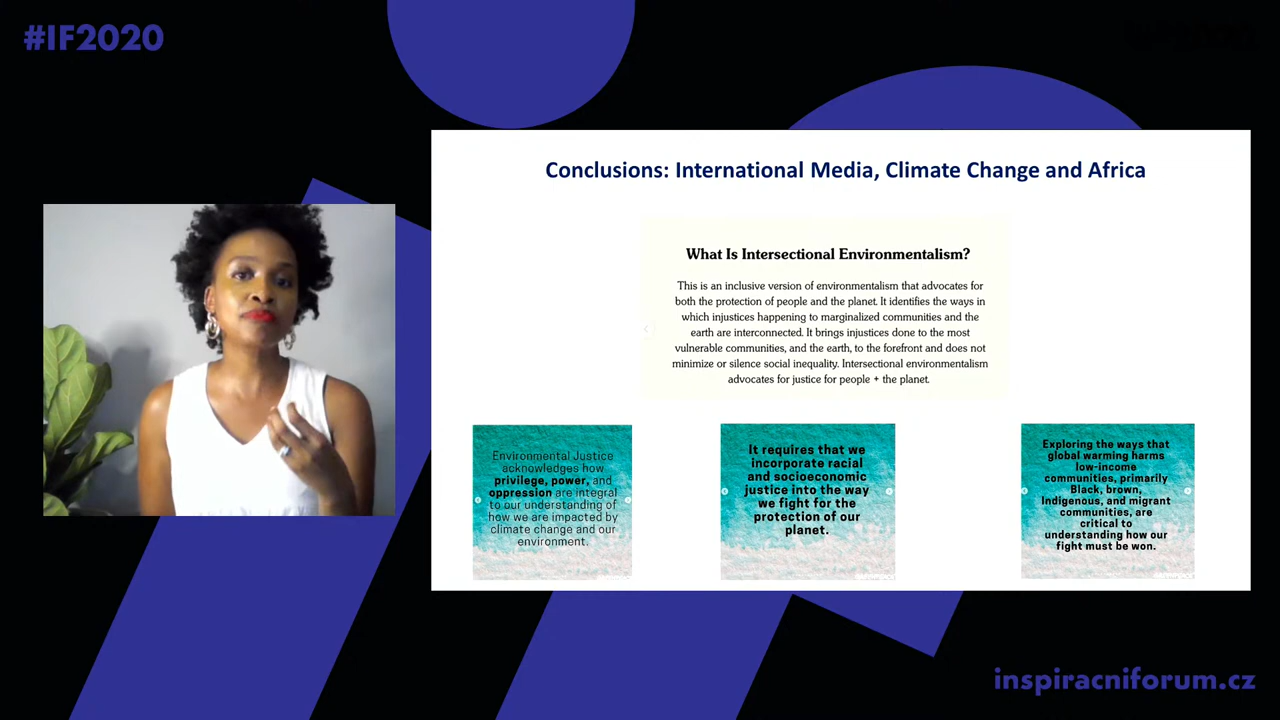 #IF2020
Conclusions: International Media, Climate Change and Africa
What Is Intersectional Environmentalism?
This is an inclusive version of environmentalism that advocates for
both the protection of people and the planet. It identifies the ways in
which injustices happening to marginalized communities and the
earth are interconnected. It brings injustices done to the most
vulnerable communities, and the earth, to the forefront and does not
minimize or silence social inequality. Intersectional environmentalism
advocates for justice for people + the planet.
Environmental Justice
acknowledges how
privilege, power, and
oppression are integral
to our understanding of
how we are impacted by
climate change and our
environment.
It requires that we
incorporate racial
and socioeconomic
justice into the way
we fight for the
protection of our
planet.
Exploring the ways that
global warming harms
low-income
communities, primarily
Black, brown,
Indigenous, and migrant
communities, are
critical to
understanding how our
fight must be won.
inspiracniforum.cz